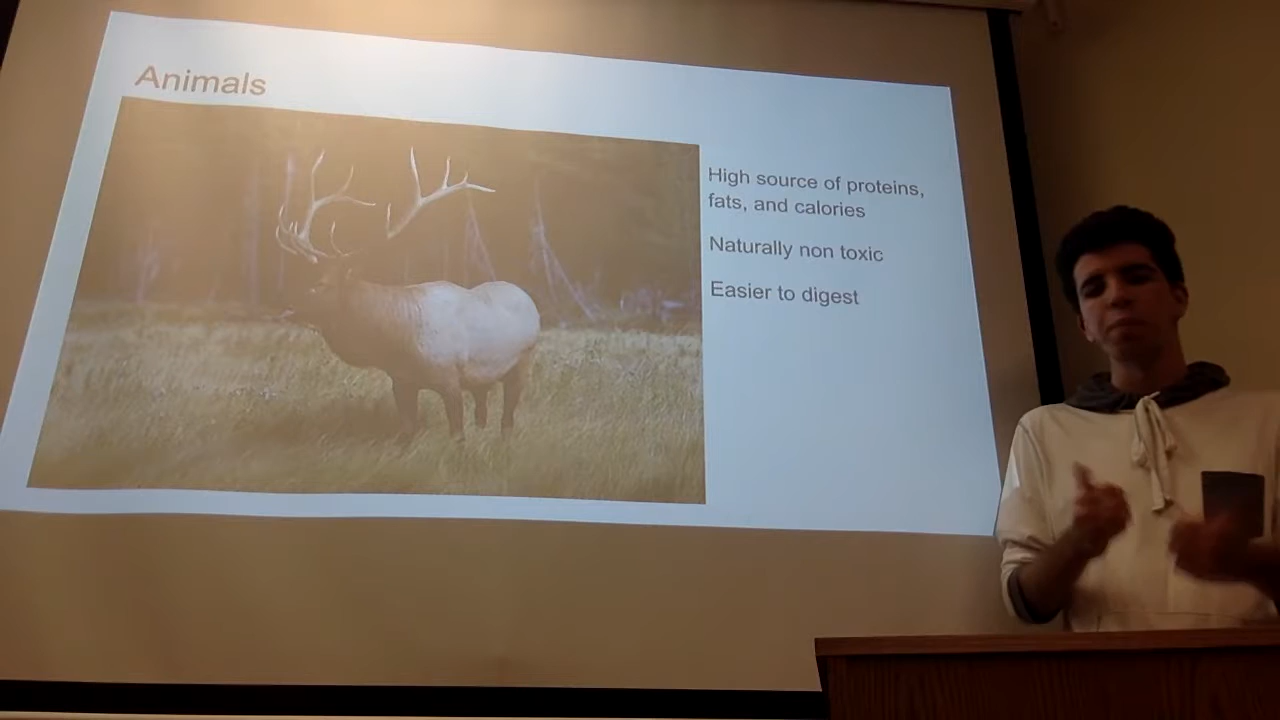 Animals
High source of proteins,
fats, and calories
Naturally non toxic
Easier to digest